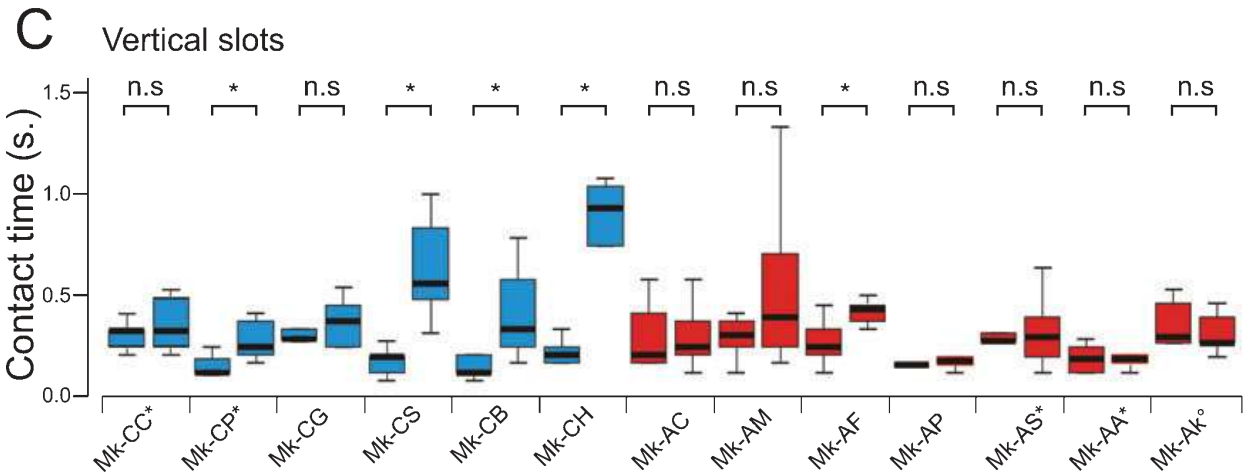 C Vertical slots
n.s * n.s * * * n.s n.s * n.s n.s n.s n.s
Contact time (s.)
1.5
1.0
0.5
0.0
Mk-CC* Mk-CP* Mk-CG Mk-CS Mk-CB Mk-CH Mk-AC Mk-AM Mk-AF Mk-AP Mk-AS* Mk-AA* Mk-Ak°